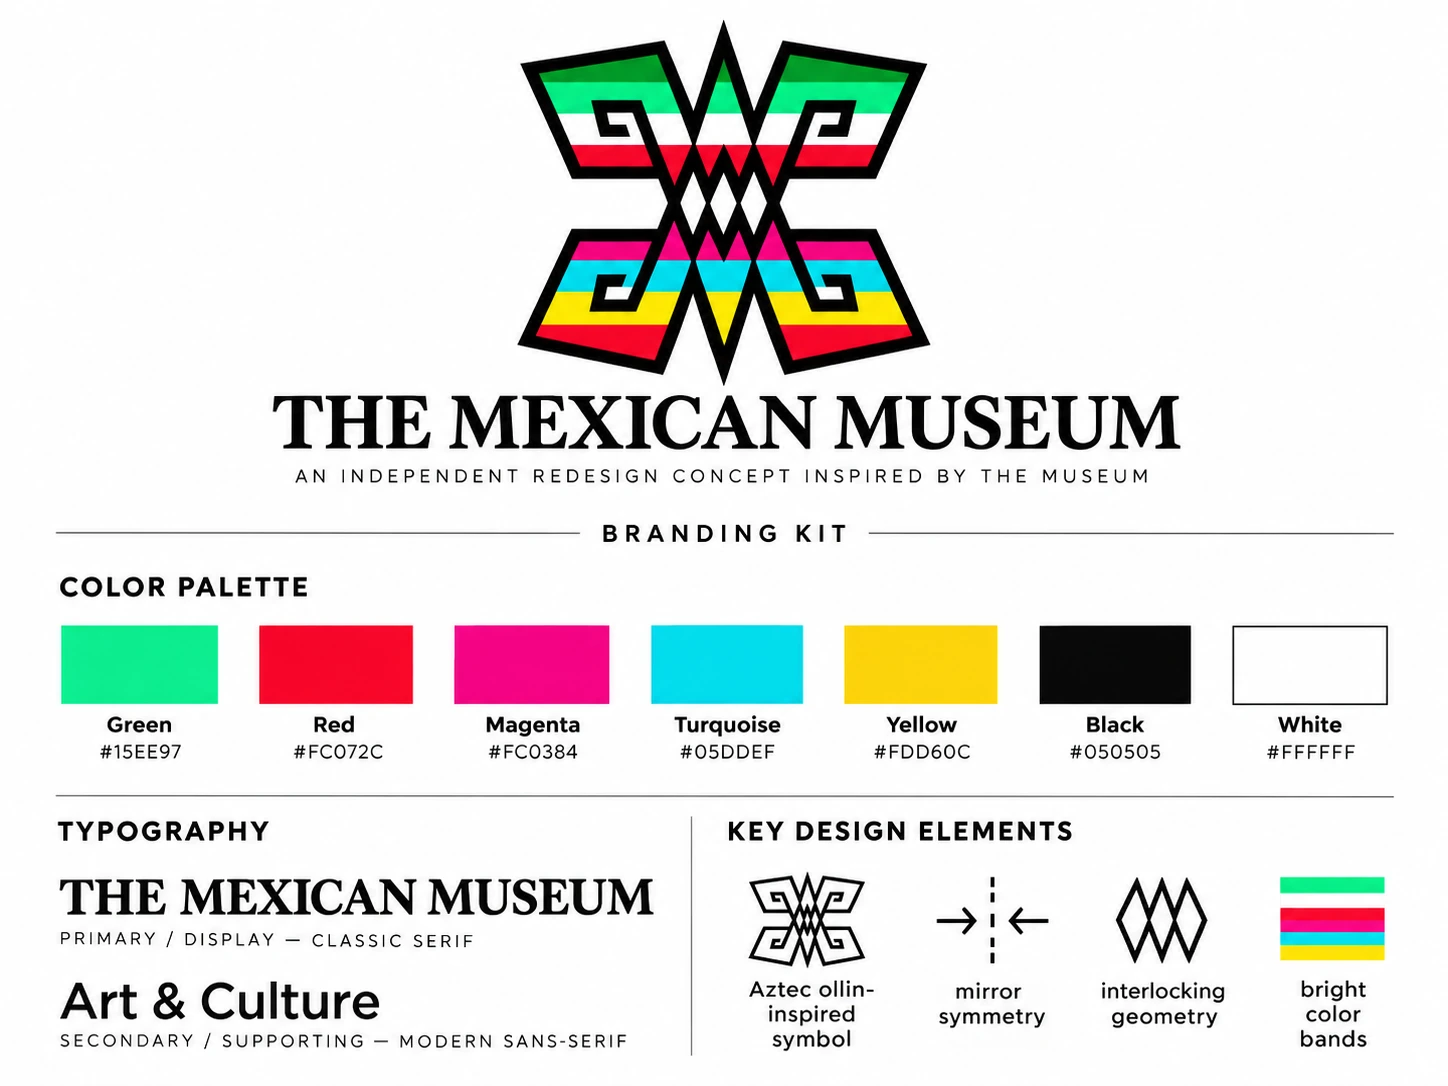 THE MEXICAN MUSEUM
AN INDEPENDENT REDESIGN CONCEPT INSPIRED BY THE MUSEUM
BRANDING KIT
COLOR PALETTE
Green
#15EE97
Red
#FC072C
Magenta
#FC0384
Turquoise
#05DDEF
Yellow
#FDD60C
Black
#050505
White
#FFFFFF
TYPOGRAPHY
THE MEXICAN MUSEUM
PRIMARY / DISPLAY — CLASSIC SERIF
Art & Culture
SECONDARY / SUPPORTING — MODERN SANS-SERIF
KEY DESIGN ELEMENTS
Aztec ollin-
inspired
symbol
mirror
symmetry
interlocking
geometry
bright
color
bands